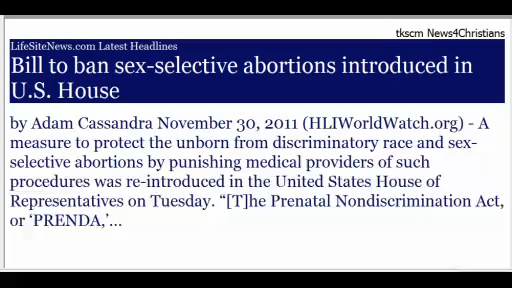 tkscm News4Christians
LifeSiteNews.com Latest Headlines
Bill to ban sex-selective abortions introduced in
U.S. House
by Adam Cassandra November 30, 2011 (HLIWorldWatch.org) - A
measure to protect the unborn from discriminatory race and sex-
selective abortions by punishing medical providers of such
procedures was re-introduced in the United States House of
Representatives on Tuesday. “[T]he Prenatal Nondiscrimination Act,
or ‘PRENDA,’...